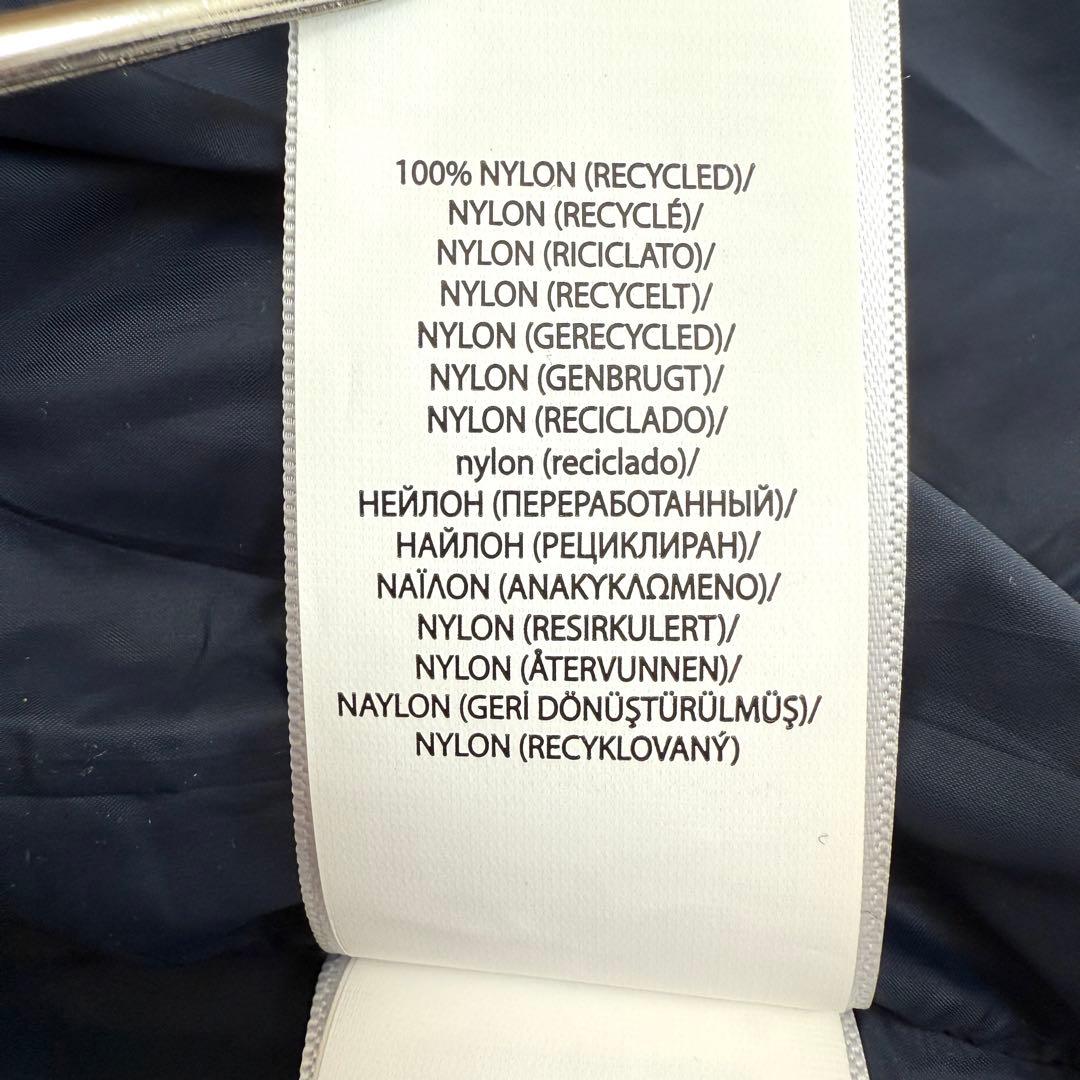 100% NYLON (RECYCLED)/
NYLON (RECYCLÉ)/
NYLON (RICICLATO)/
NYLON (RECYCELT)/
NYLON (GERECYCLED)/
NYLON (GENBRUGT)/
NYLON (RECICLADO)/
nylon (reciclado)/
НЕЙЛОН (ПЕРЕРАБОТАННЫЙ)/
НАЙЛОН (РЕЦИКЛИРАН)/
ΝΑΪΛΟΝ (ΑΝΑΚΥΚΛΩΜΕΝΟ)/
NYLON (RESIRKULERT)/
NYLON (ÅTERVUNNEN)/
NAYLON (GERİ DÖNÜŞTÜRÜLMÜŞ)/
NYLON (RECYKLOVANÝ)